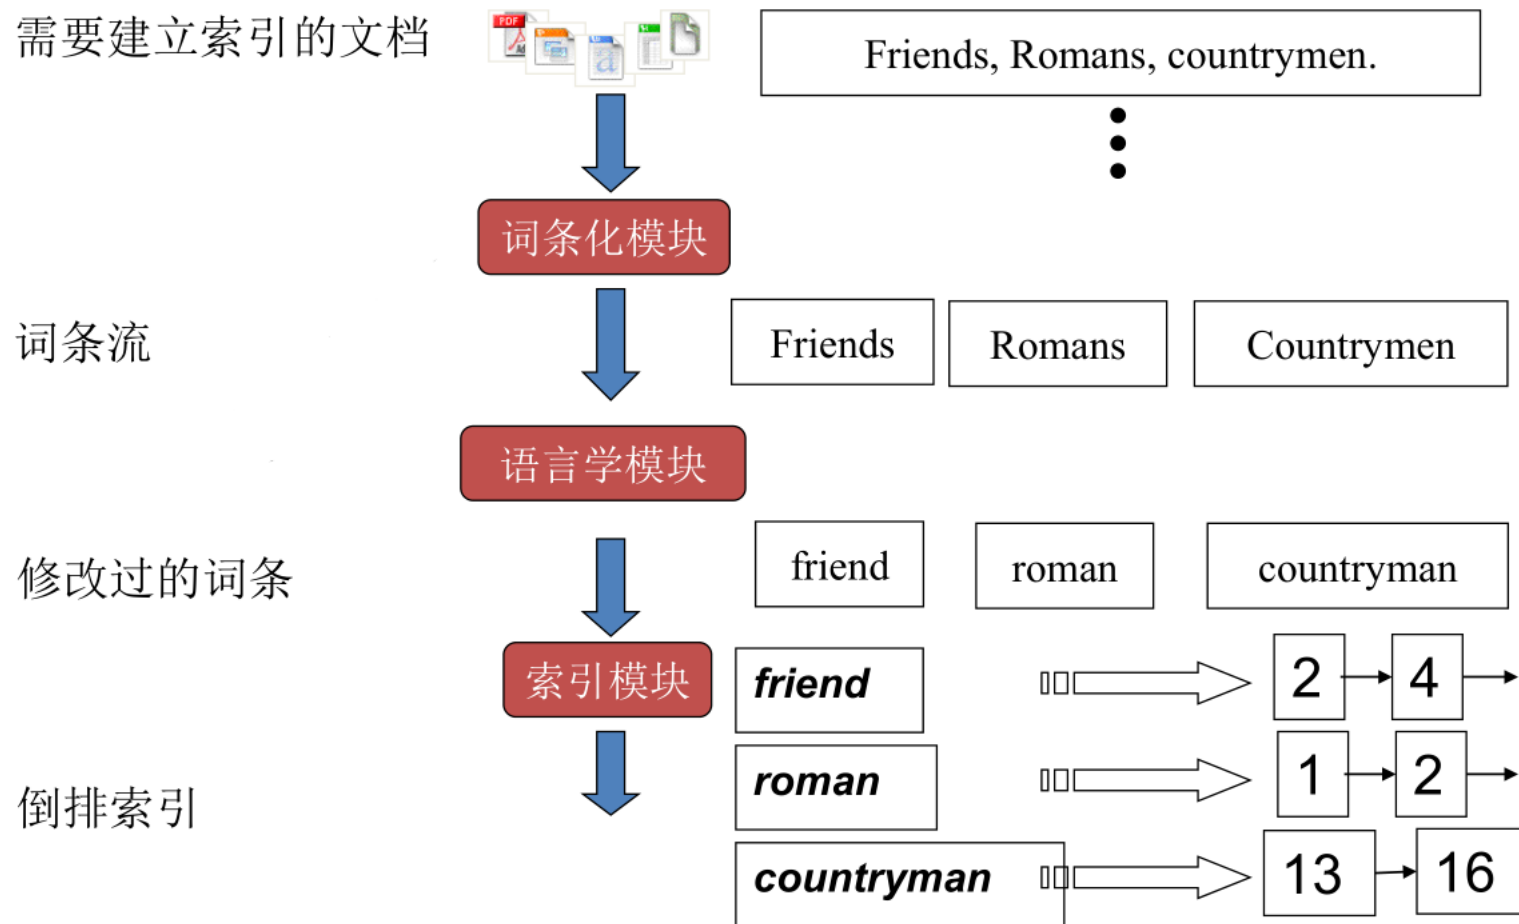 需要建立索引的文档
PDF
Friends, Romans, countrymen.
词条化模块
词条流
Friends
Romans
Countrymen
语言学模块
修改过的词条
friend
roman
countryman
索引模块
friend
2
4
倒排索引
roman
1
2
countryman
13
16